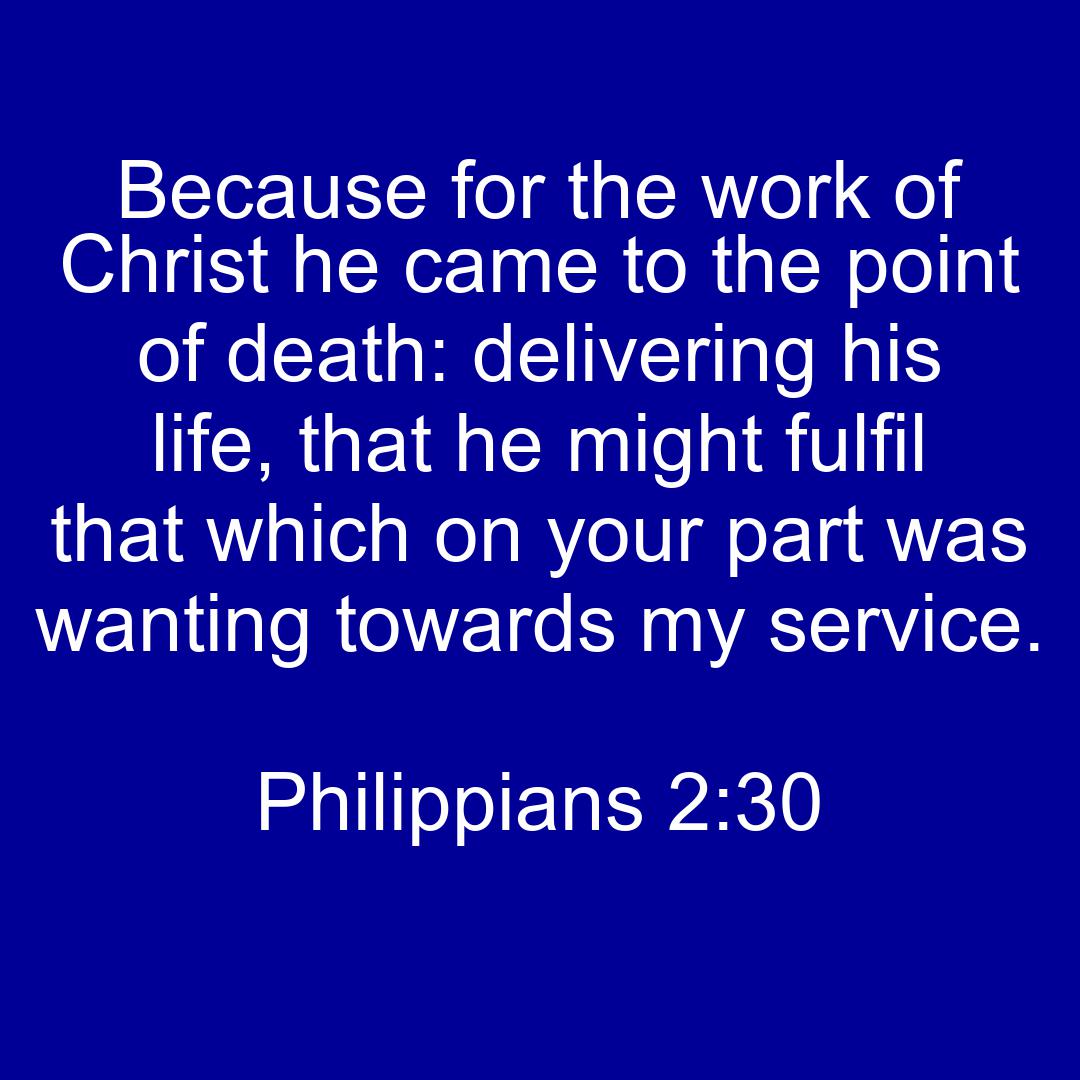 Because for the work of
Christ he came to the point
of death: delivering his
life, that he might fulfil
that which on your part was
wanting towards my service.
Philippians 2:30